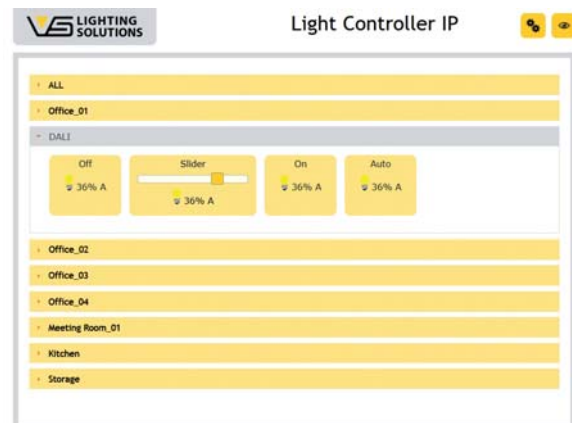 VS LIGHTING SOLUTIONS
Light Controller IP
ALL
Office_01
DALI
Off
Slider
On
Auto
36% A
36% A
36% A
36% A
Office_02
Office_03
Office_04
Meeting Room_01
Kitchen
Storage